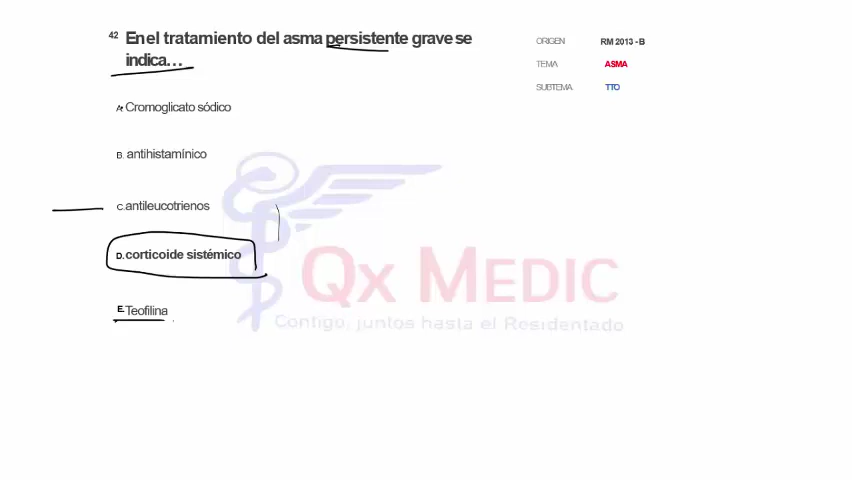 42 En el tratamiento del asma persistente grave se
indica…
A. Cromoglicato sódico
B. antihistamínico
C. antileucotrienos
D. corticoide sistémico
E. Teofilina
ORIGEN RM 2013 - B
TEMA ASMA
SUBTEMA TTO
Qx MEDIC
Contigo, juntos hasta el Residentado